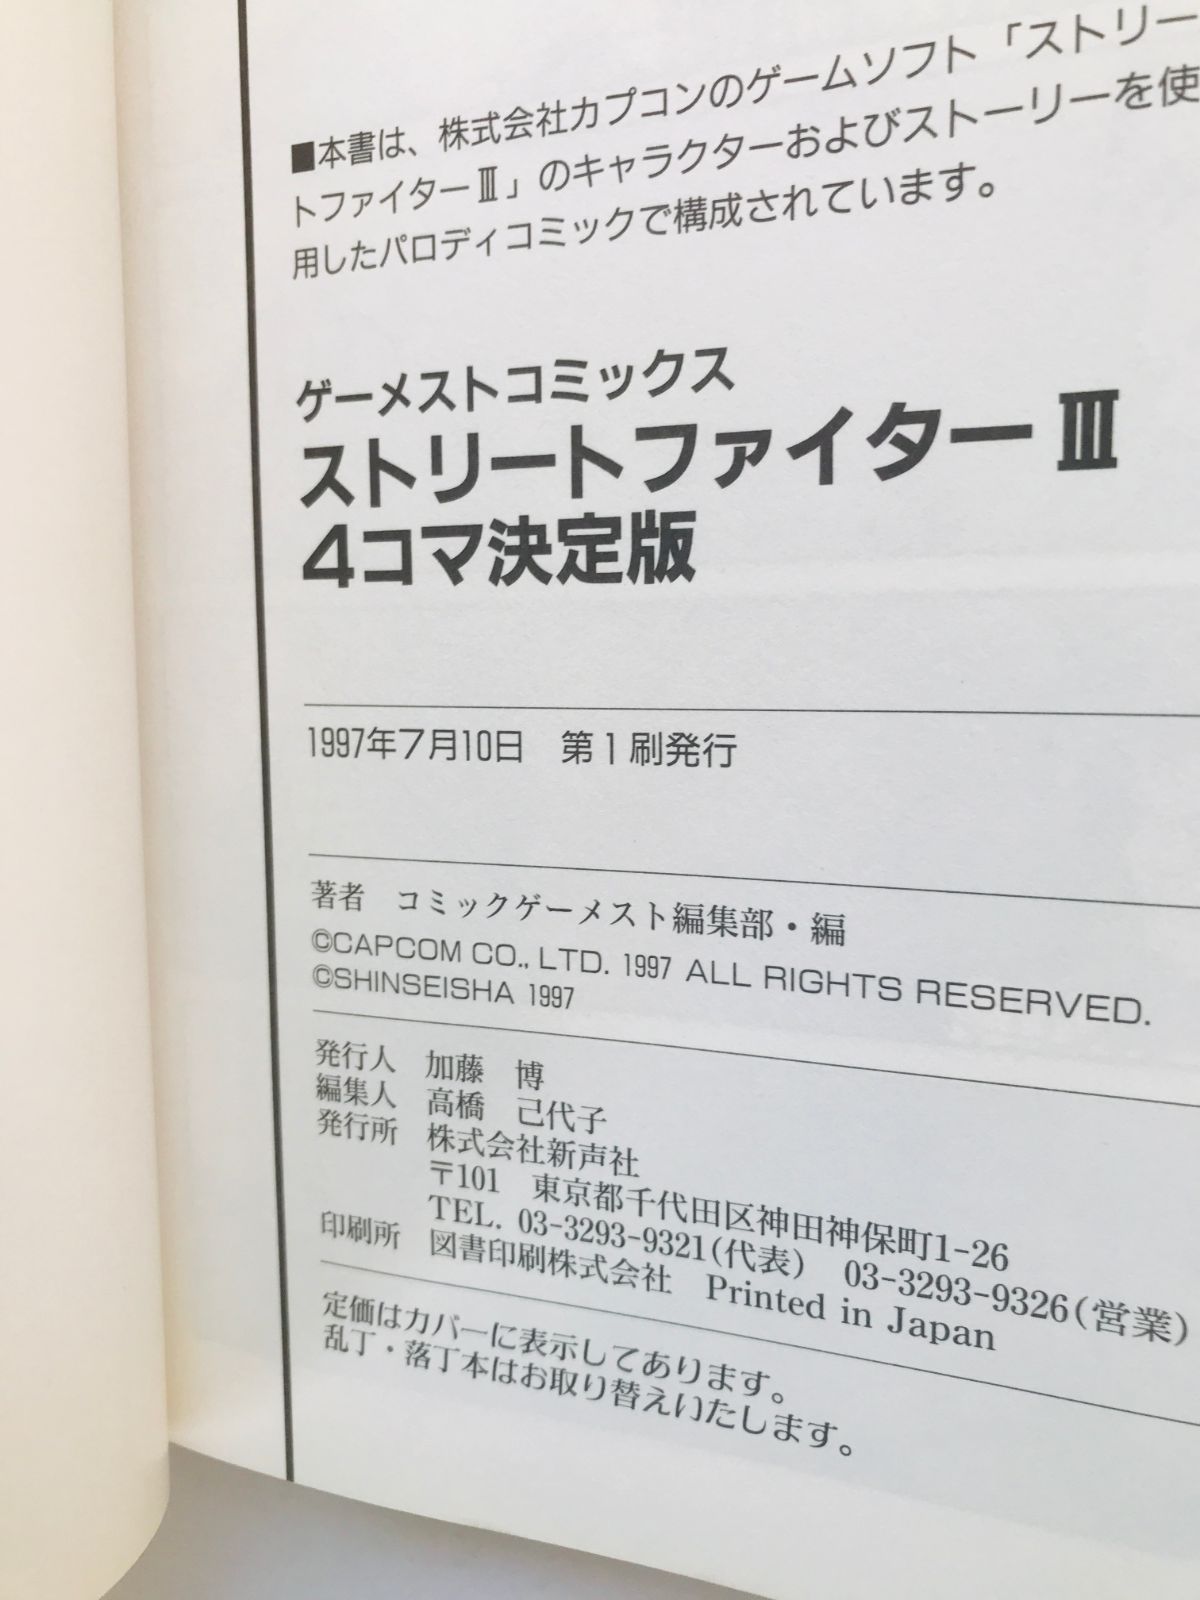 ■本書は、株式会社カプコンのゲームソフト「ストリー
トファイターⅢ」のキャラクターおよびストーリーを使
用したパロディコミックで構成されています。
ゲーメストコミックス
ストリートファイターⅢ
4コマ決定版
1997年7月10日　第1刷発行
著者　コミックゲーメスト編集部・編
©CAPCOM CO., LTD. 1997 ALL RIGHTS RESERVED.
©SHINSEISHA 1997
発行人　加藤　博
編集人　高橋　己代子
発行所　株式会社新声社
〒101　東京都千代田区神田神保町1-26
TEL. 03-3293-9321(代表)　03-3293-9326(営業)
印刷所　図書印刷株式会社　Printed in Japan
定価はカバーに表示してあります。
乱丁・落丁本はお取り替えいたします。